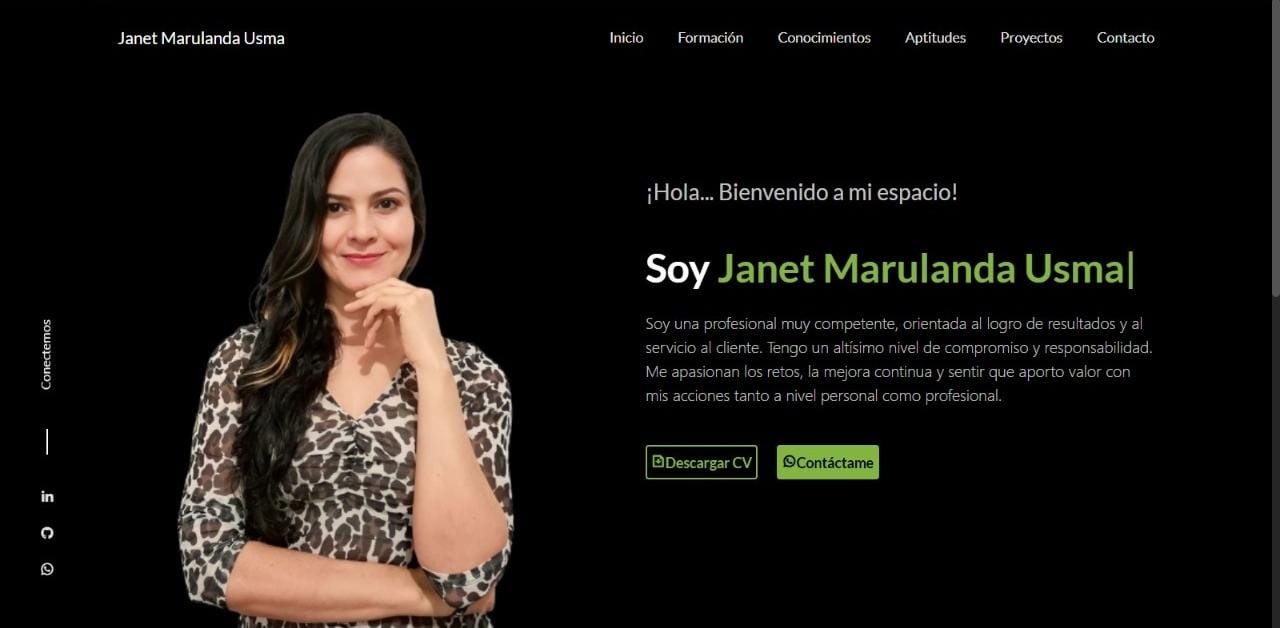 Janet Marulanda Usma
Inicio Formación Conocimientos Aptitudes Proyectos Contacto
¡Hola... Bienvenido a mi espacio!
Soy Janet Marulanda Usma|
Soy una profesional muy competente, orientada al logro de resultados y al
servicio al cliente. Tengo un altísimo nivel de compromiso y responsabilidad.
Me apasionan los retos, la mejora continua y sentir que aporto valor con
mis acciones tanto a nivel personal como profesional.
Descargar CV Contáctame
Conectemos
in